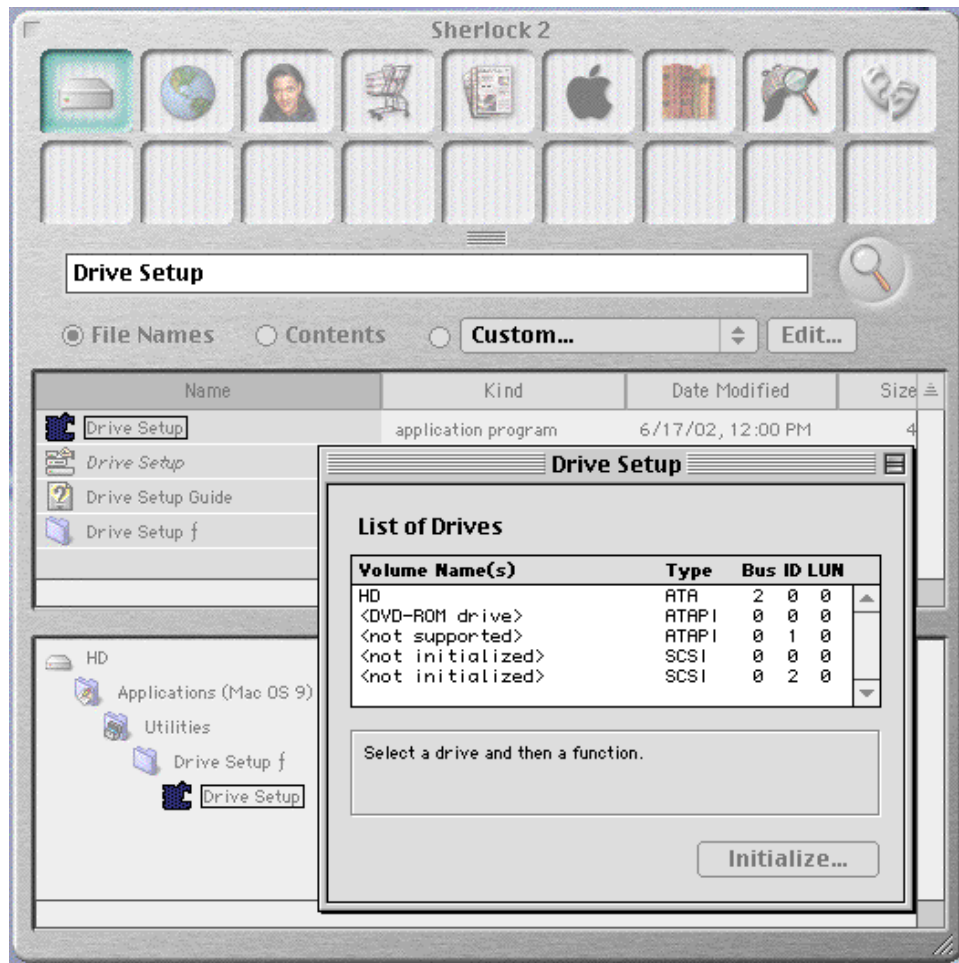 Sherlock 2
Drive Setup
File Names Contents Custom... Edit...
Name Kind Date Modified Size
Drive Setup application program 6/17/02, 12:00 PM 4
Drive Setup
Drive Setup Guide
Drive Setup ƒ
HD
Applications (Mac OS 9)
Utilities
Drive Setup ƒ
Drive Setup
Drive Setup
List of Drives
Volume Name(s) Type Bus ID LUN
HD ATA 2 0 0
<DVD-ROM drive> ATAPI 0 0 0
<not supported> ATAPI 0 1 0
<not initialized> SCSI 0 0 0
<not initialized> SCSI 0 2 0
Select a drive and then a function.
Initialize...